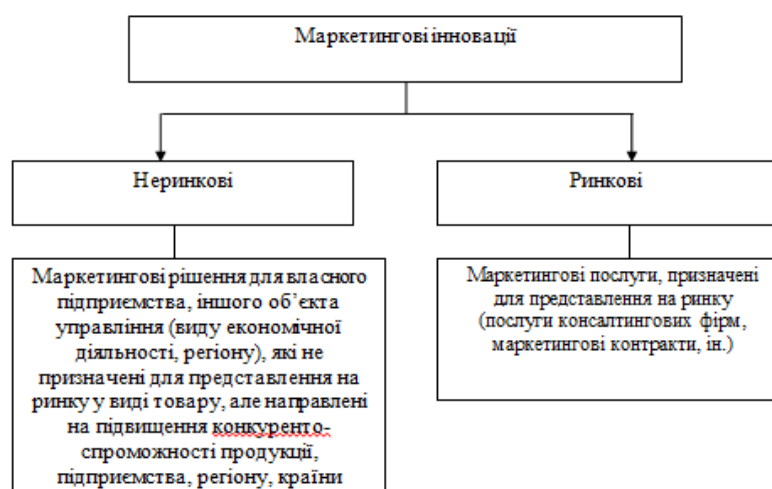 Маркетингові інновації
Неринкові
Ринкові
Маркетингові рішення для власного
підприємства, іншого об’єкта
управління (виду економічної
діяльності, регіону), які не
призначені для представлення на
ринку у виді товару, але направлені
на підвищення конкуренто-
спроможності продукції,
підприємства, регіону, країни
Маркетингові послуги, призначені
для представлення на ринку
(послуги консалтингових фірм,
маркетингові контракти, ін.)